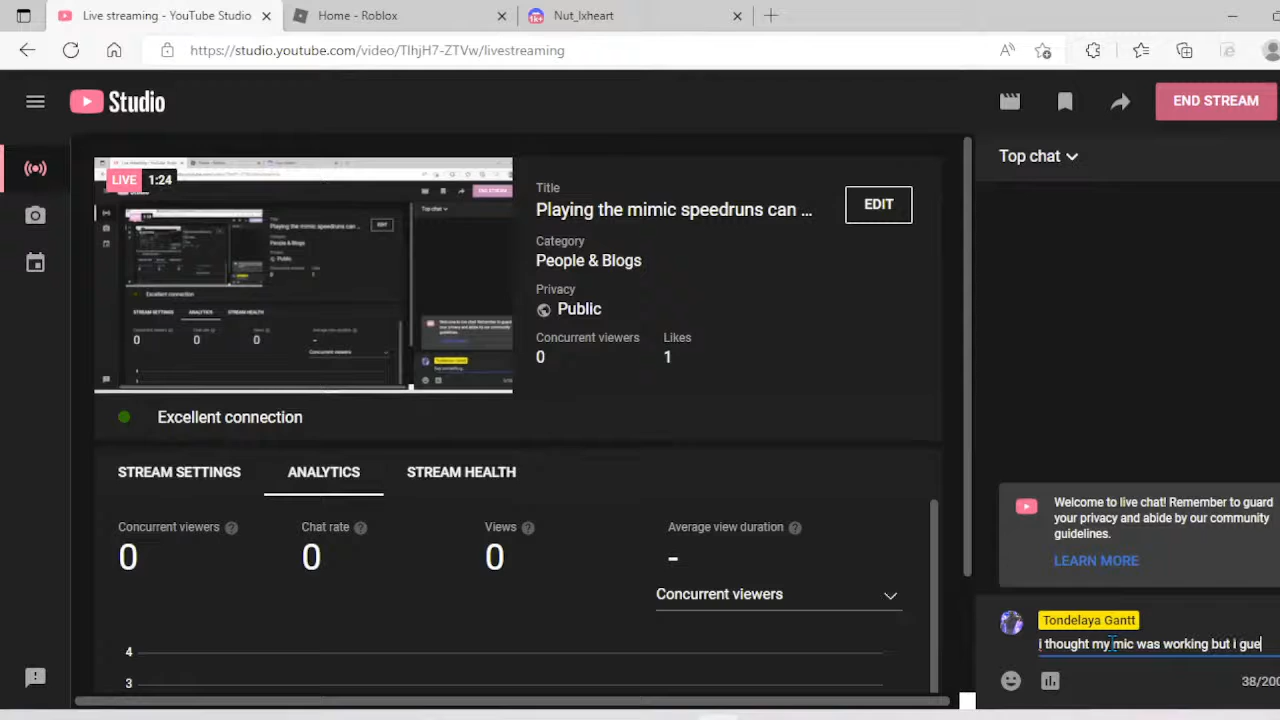 Live streaming - YouTube Studio
Home - Roblox
1k+
Nut_lxheart
https://studio.youtube.com/video/TlhjH7-ZTVw/livestreaming
Studio
END STREAM
Top chat
LIVE 1:24
Title
Playing the mimic speedruns can ...
EDIT
Category
People & Blogs
Privacy
Public
Concurrent viewers
0
Likes
1
Excellent connection
STREAM SETTINGS
ANALYTICS
STREAM HEALTH
Concurrent viewers
0
Chat rate
0
Views
0
Average view duration
-
Concurrent viewers
4
3
Welcome to live chat! Remember to guard
your privacy and abide by our community
guidelines.
LEARN MORE
Tondelaya Gantt
i thought my mic was working but i gue
38/200